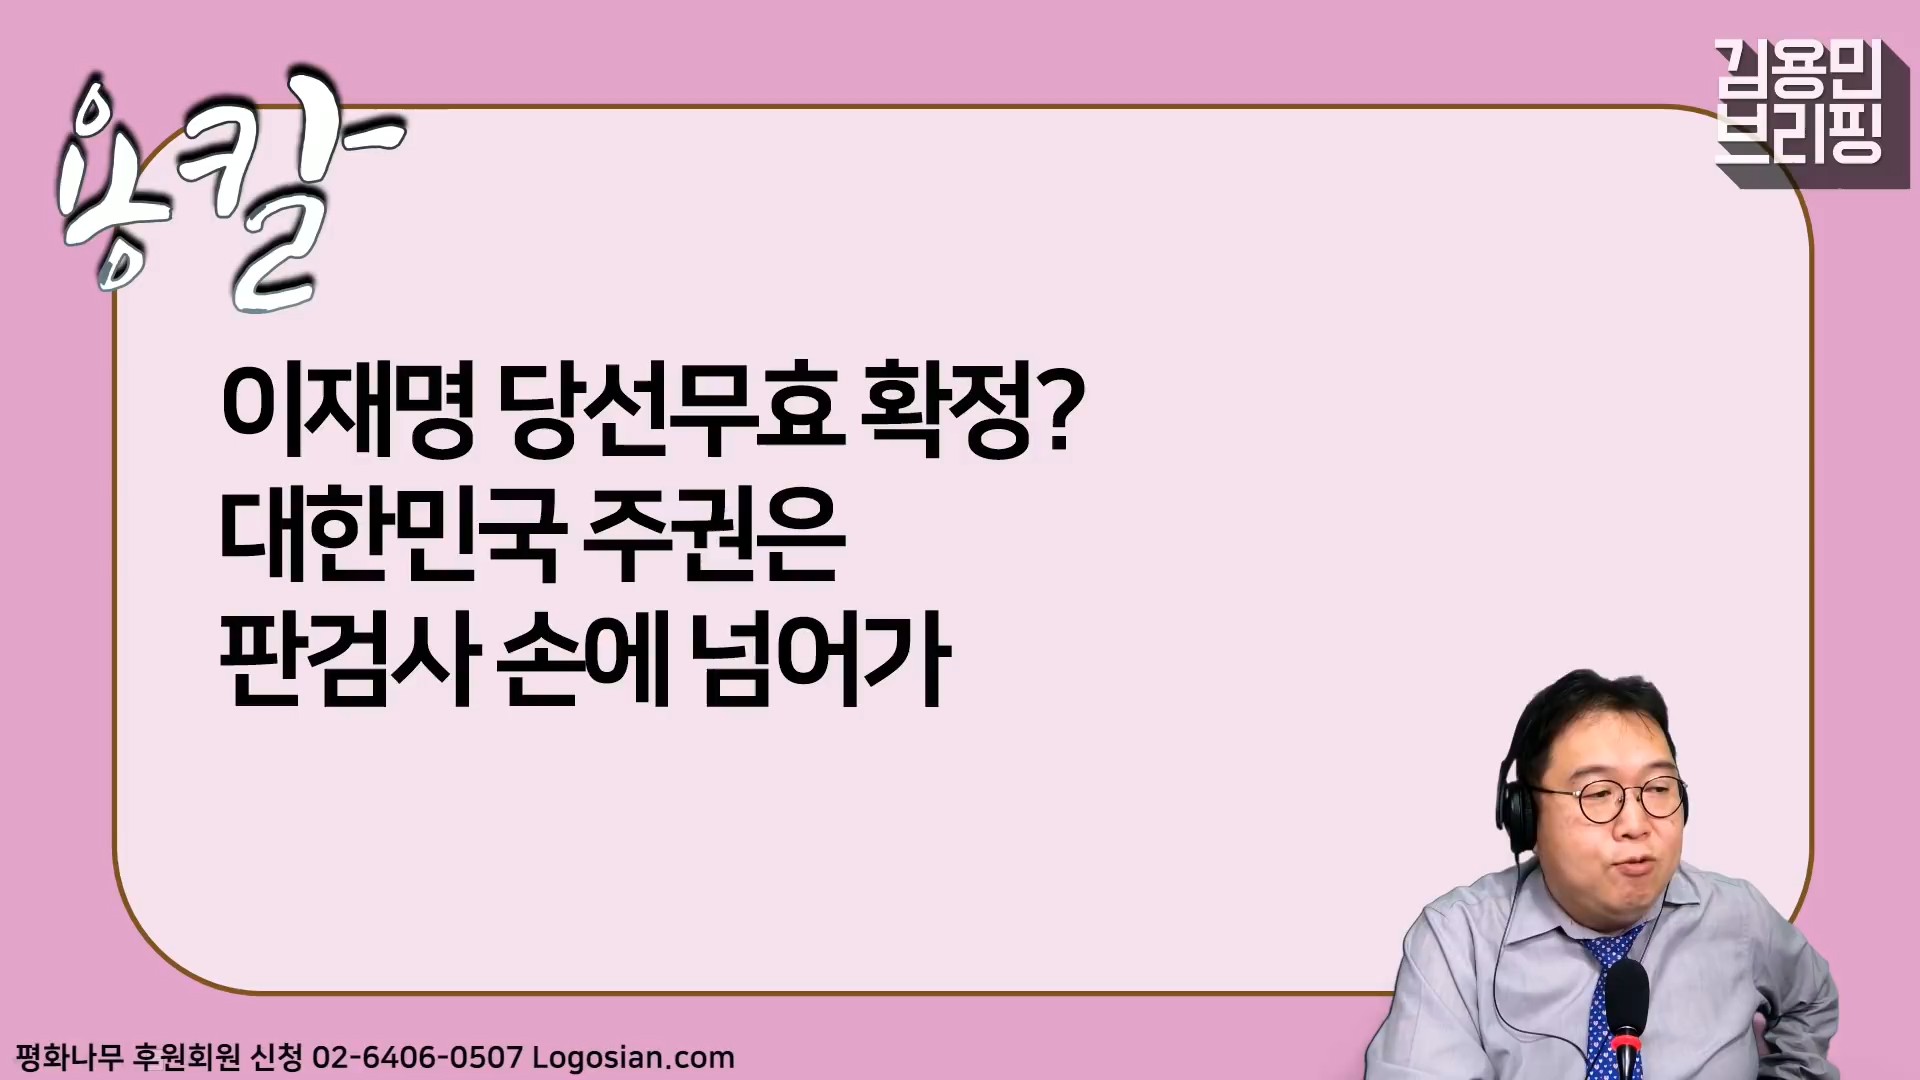 용칼
김용민
브리핑
이재명 당선무효 확정?
대한민국 주권은
판검사 손에 넘어가
평화나무 후원회원 신청 02-6406-0507 Logosian.com